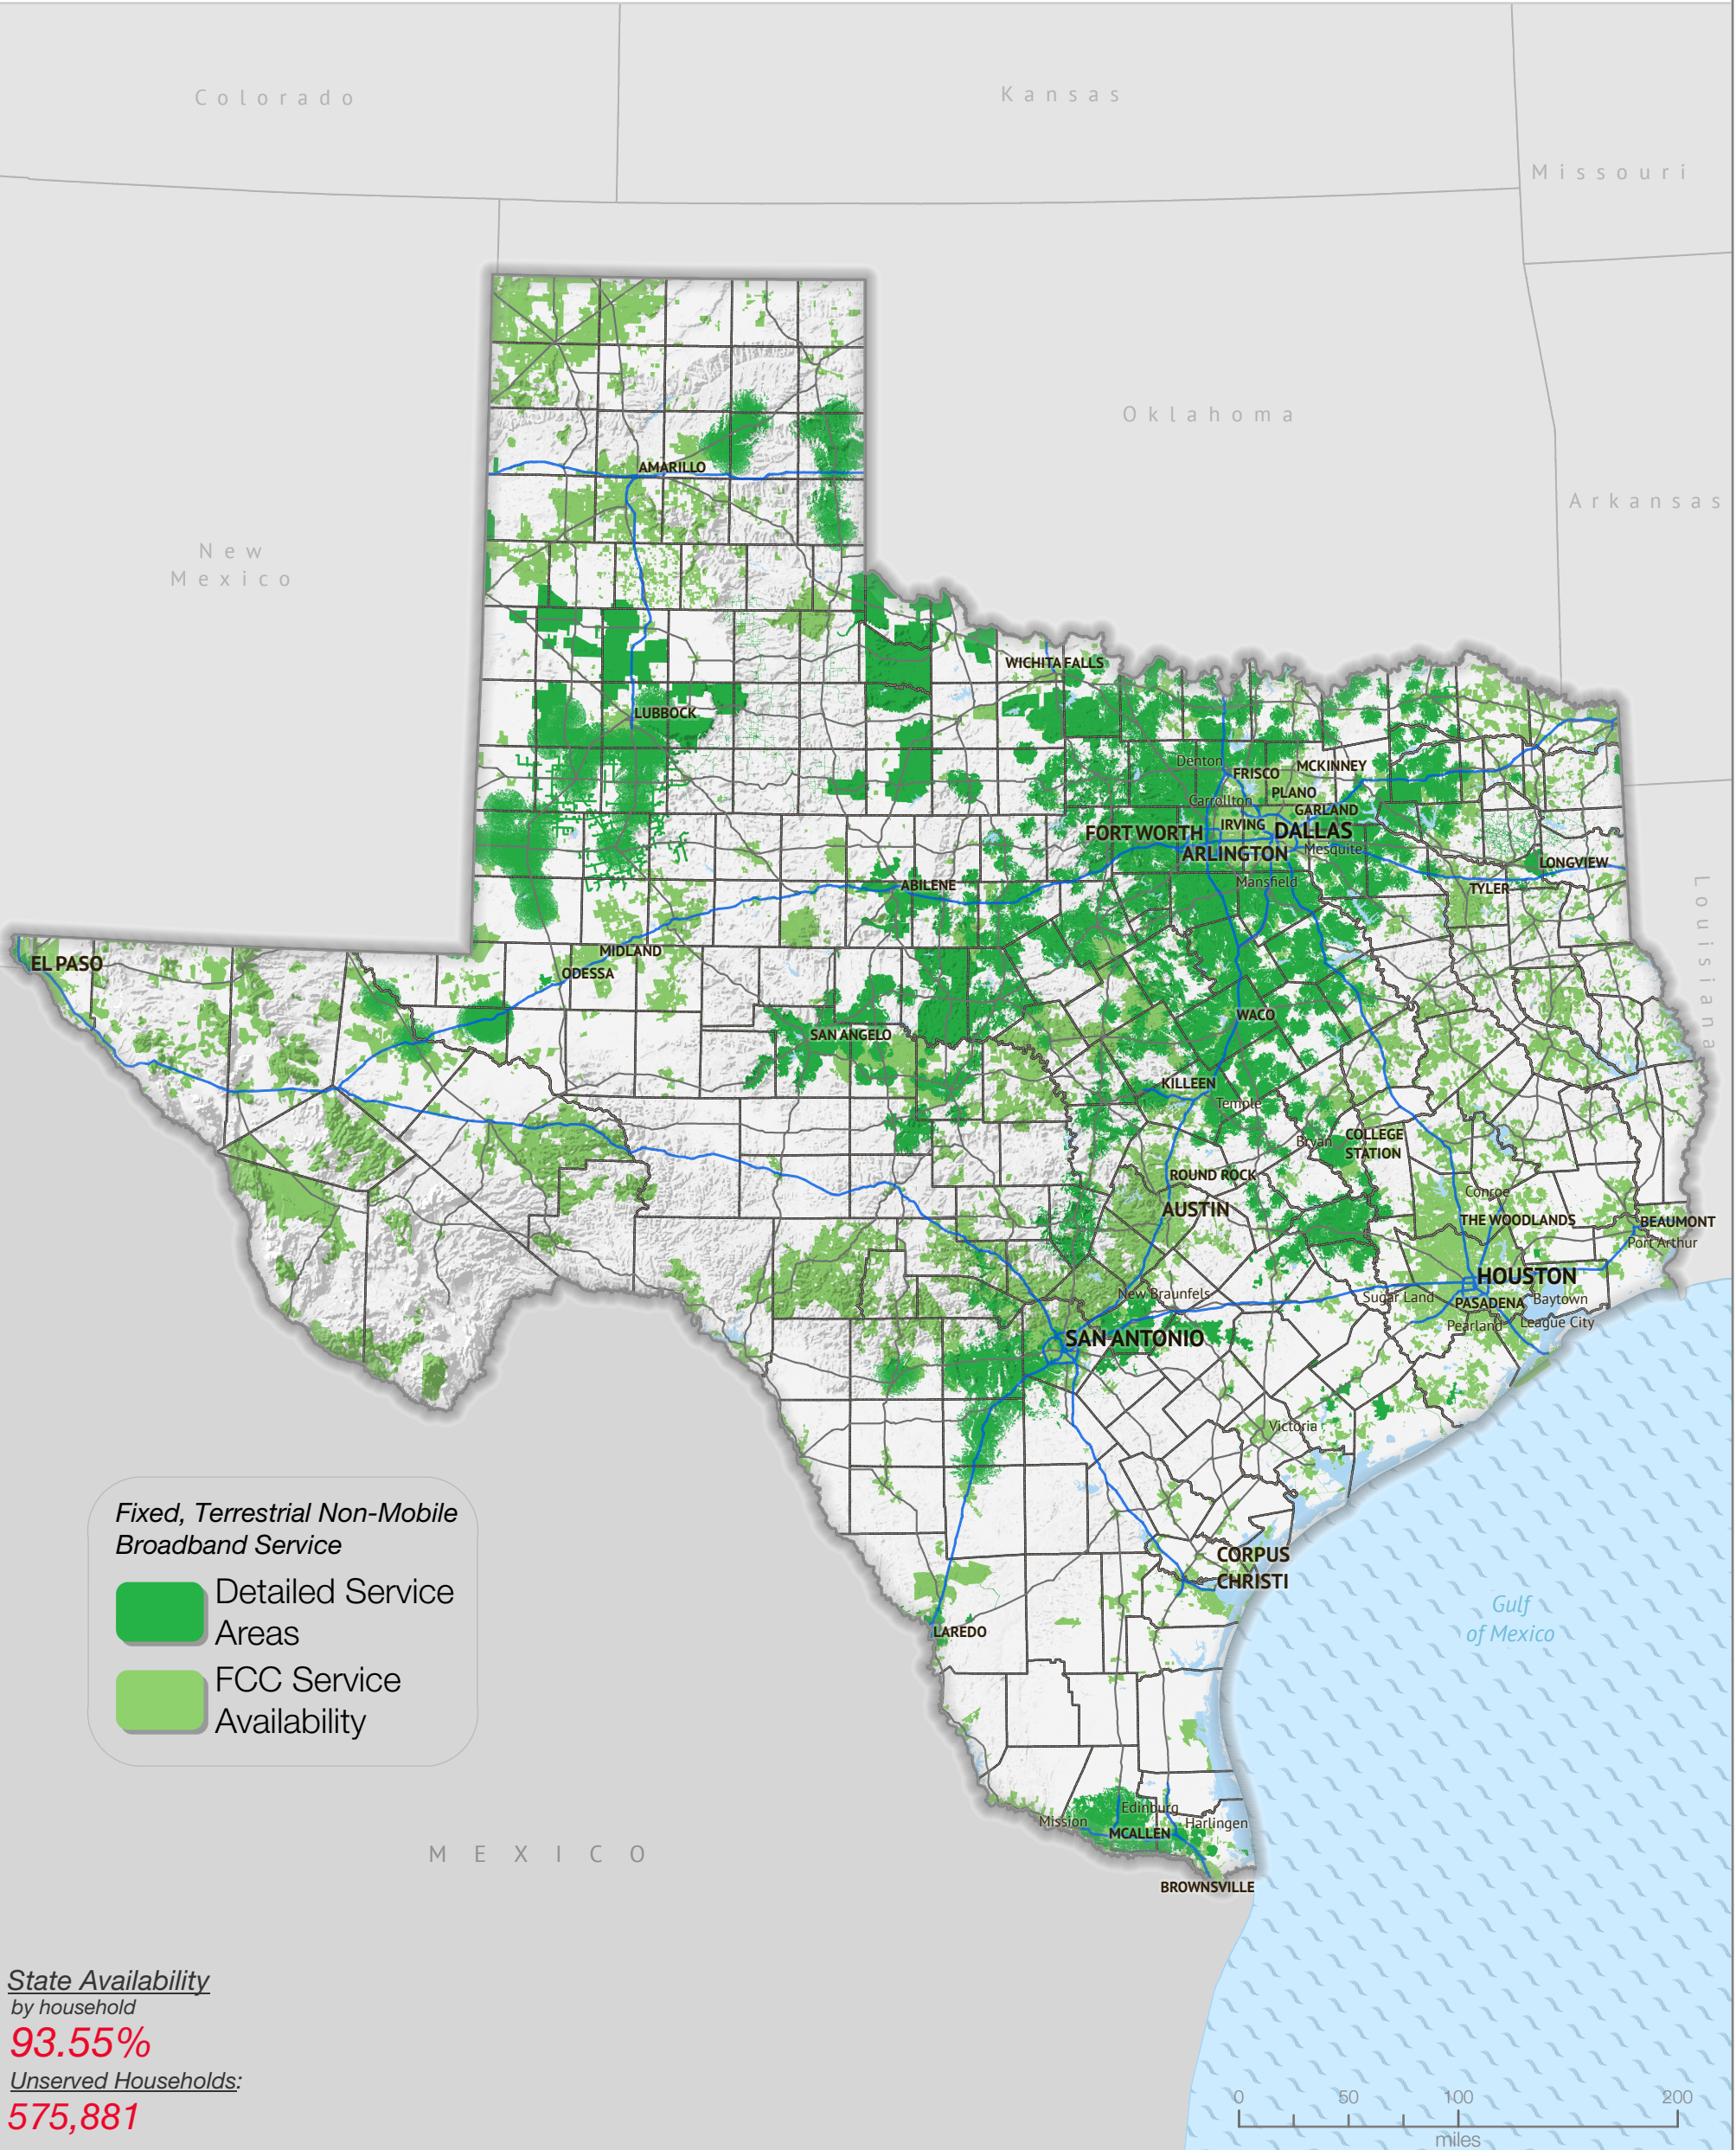 Colorado
Kansas
Missouri
Oklahoma
Arkansas
New
Mexico
AMARILLO
WICHITA FALLS
LUBBOCK
Denton
FRISCO
MCKINNEY
PLANO
Carrollton
GARLAND
IRVING
FORT WORTH
DALLAS
ARLINGTON
Mesquite
LONGVIEW
Mansfield
ABILENE
TYLER
Louisiana
MIDLAND
EL PASO
ODESSA
WACO
SAN ANGELO
KILLEEN
Temple
Bryan
COLLEGE
STATION
ROUND ROCK
Conroe
AUSTIN
THE WOODLANDS
BEAUMONT
Port Arthur
HOUSTON
New Braunfels
Sugar Land
PASADENA
Baytown
Pearland
League City
SAN ANTONIO
Victoria
Fixed, Terrestrial Non-Mobile
Broadband Service
Detailed Service
Areas
FCC Service
Availability
CORPUS
CHRISTI
Gulf
of Mexico
LAREDO
Edinburg
Mission
Harlingen
MCALLEN
MEXICO
BROWNSVILLE
State Availability
by household
93.55%
Unserved Households:
575,881
0 50 100 200
miles